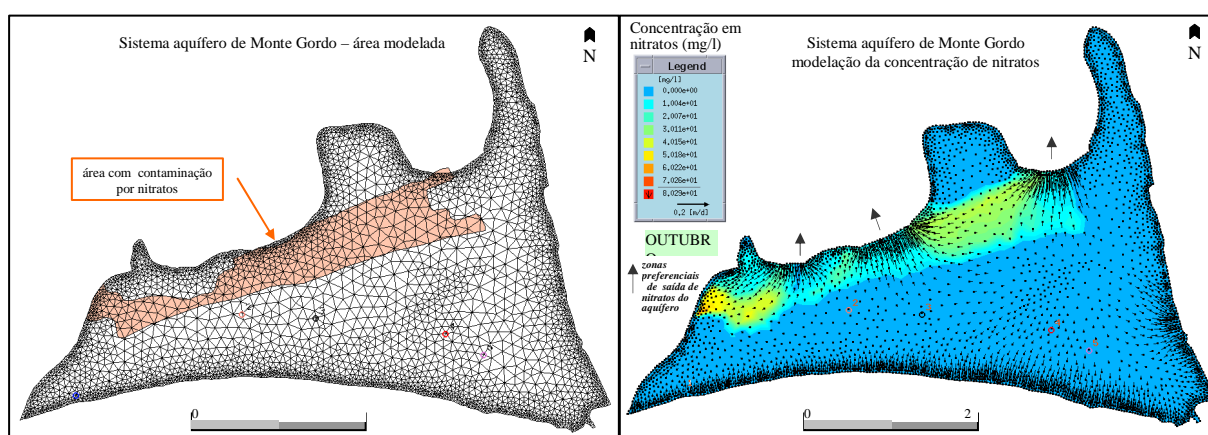 Sistema aquífero de Monte Gordo – área modelada
N
área com contaminação
por nitratos
0
Concentração em
nitratos (mg/l)
Legend
[mg/l]
0.000e+00
1.004e+01
2.007e+01
3.011e+01
4.015e+01
5.018e+01
6.022e+01
7.026e+01
8.029e+01
0.2 [m/d]
OUTUBR
O
zonas
preferenciais
de saída de
nitratos do
aquífero
Sistema aquífero de Monte Gordo
modelação da concentração de nitratos
N
0 2